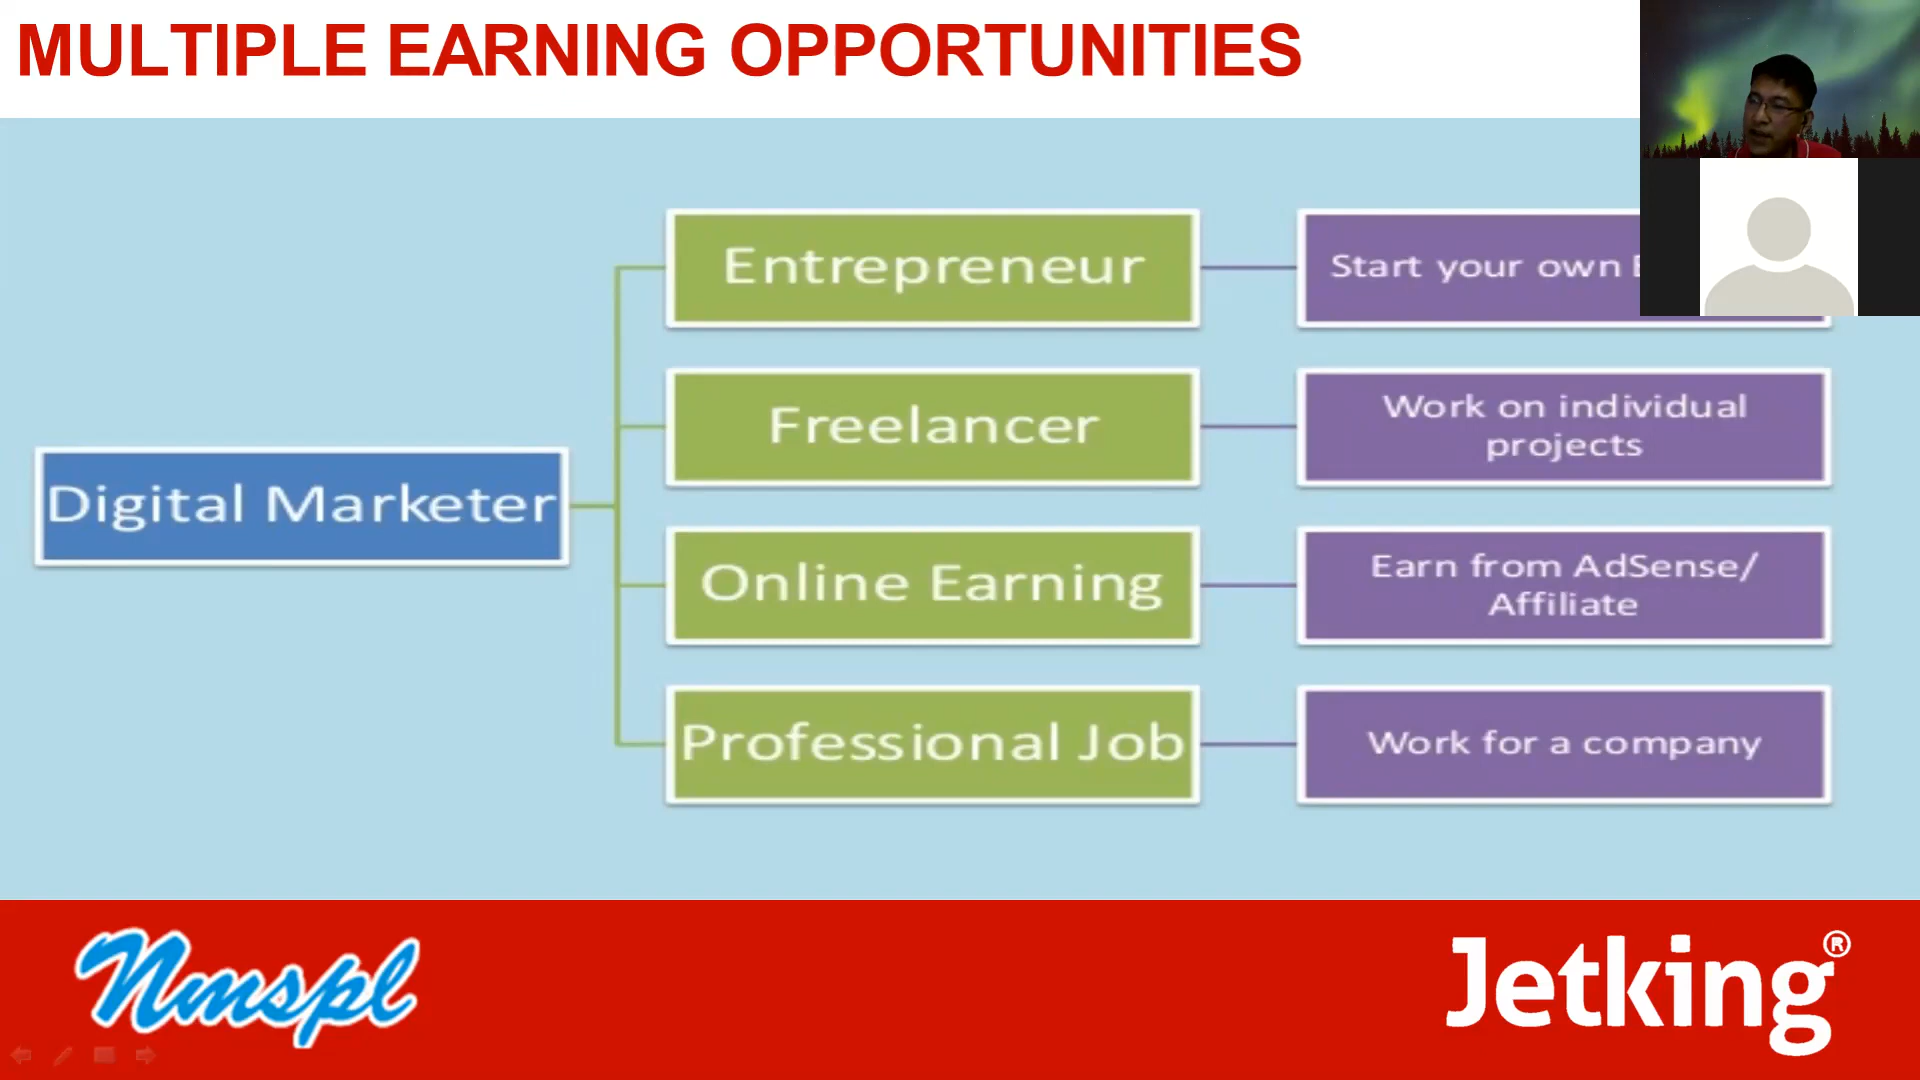 MULTIPLE EARNING OPPORTUNITIES
Entrepreneur
Start your own
Freelancer
Work on individual
projects
Digital Marketer
Online Earning
Earn from AdSense/
Affiliate
Professional Job
Work for a company
Nmspl
Jetking®